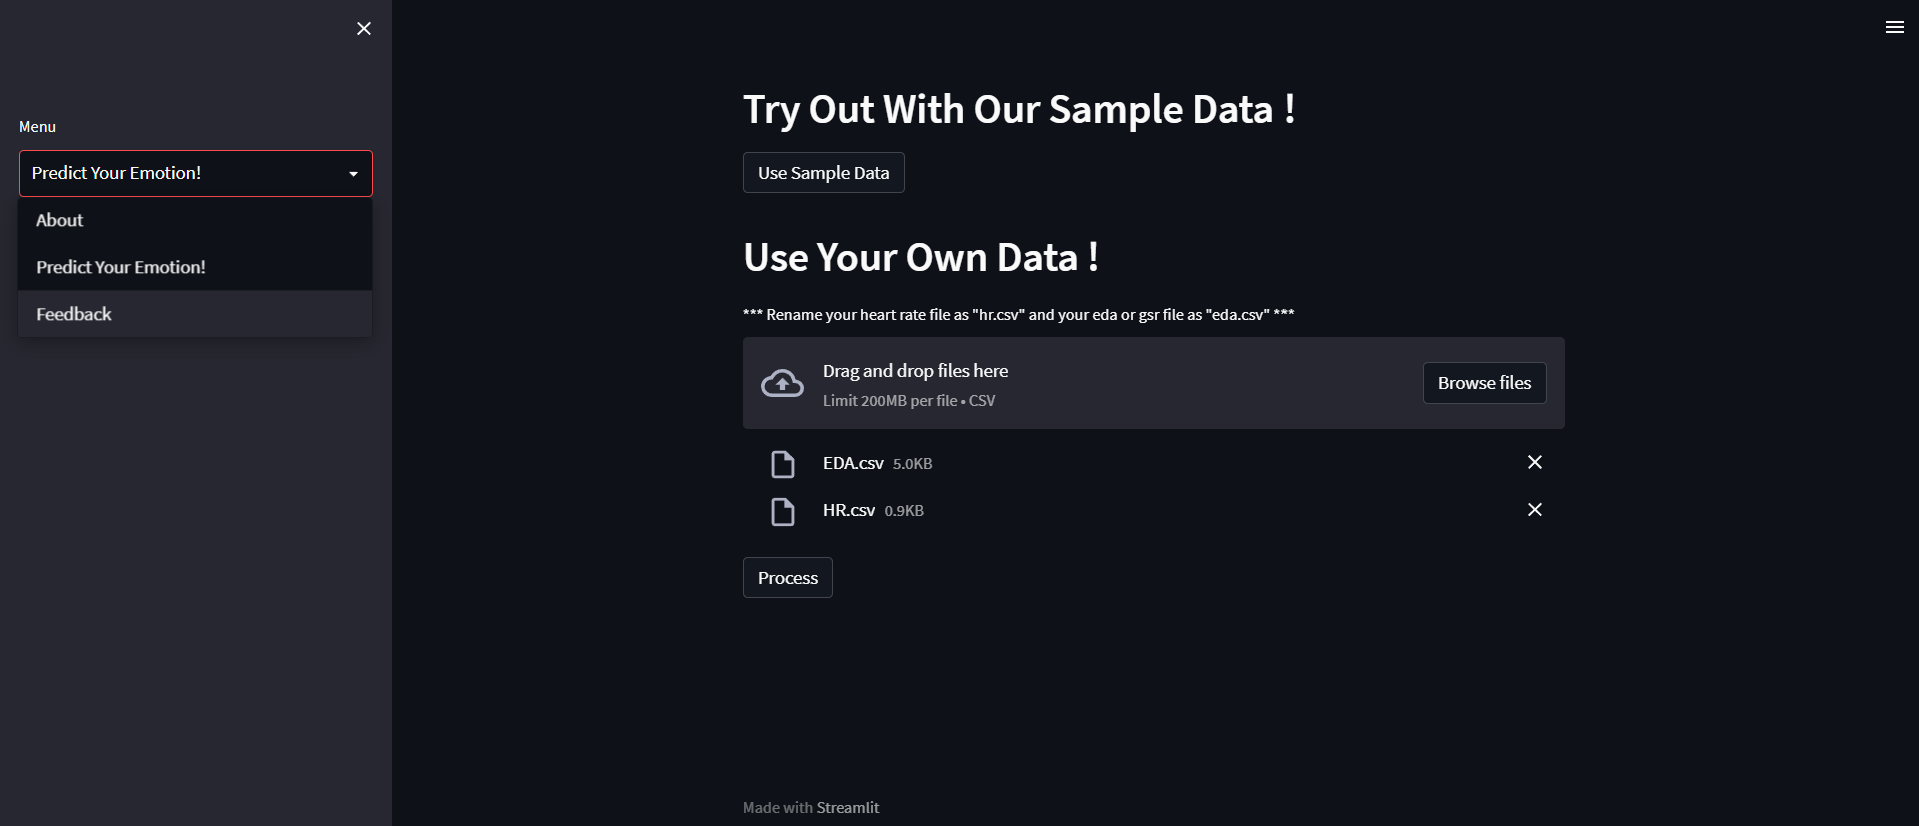 Menu
Predict Your Emotion!
About
Predict Your Emotion!
Feedback
Try Out With Our Sample Data !
Use Sample Data
Use Your Own Data !
*** Rename your heart rate file as "hr.csv" and your eda or gsr file as "eda.csv" ***
Drag and drop files here
Limit 200MB per file • CSV
Browse files
EDA.csv 5.0KB
HR.csv 0.9KB
Process
Made with Streamlit